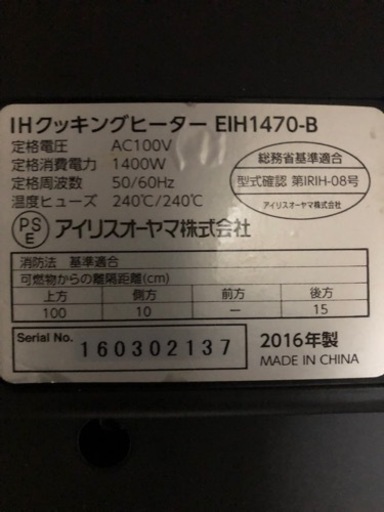 IHクッキングヒーター EIH1470-B
定格電圧 AC100V
定格消費電力 1400W
定格周波数 50/60Hz
温度ヒューズ 240℃/240℃
総務省基準適合
型式確認 第IRIH-08号
アイリスオーヤマ株式会社
PS
E
アイリスオーヤマ株式会社
消防法 基準適合
可燃物からの離隔距離(cm)
上方 側方 前方 後方
100 10 — 15
Serial No. 160302137
2016年製
MADE IN CHINA